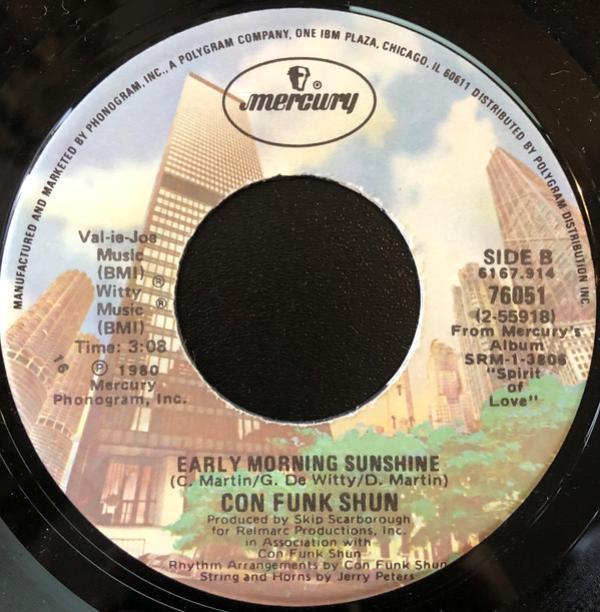 MANUFACTURED AND MARKETED BY PHONOGRAM, INC., A POLYGRAM COMPANY, ONE IBM PLAZA, CHICAGO, IL 60611 DISTRIBUTED BY POLYGRAM DISTRIBUTION INC.
mercury ®
Val-ie-Joe
Music
(BMI) ®
Witty
Music ®
(BMI)
Time: 3:08
16
℗ 1980
Mercury
Phonogram, Inc.
SIDE B
6167.914
76051
(2-55918)
From Mercury's
Album
SRM-1-3806
"Spirit
of
Love"
EARLY MORNING SUNSHINE
(C. Martin/G. De Witty/D. Martin)
CON FUNK SHUN
Produced by Skip Scarborough
for Relmarc Productions, Inc.
in Association with
Con Funk Shun
Rhythm Arrangements by Con Funk Shun
String and Horns by Jerry Peters